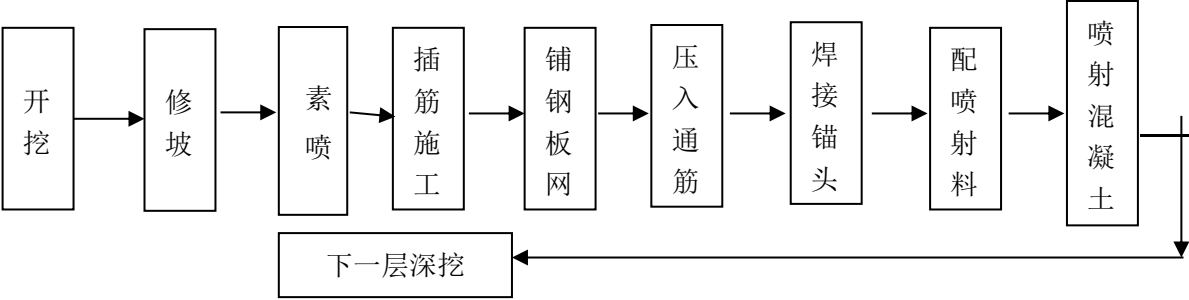 开挖
修坡
素喷
插筋施工
铺钢板网
压入通筋
焊接锚头
配喷射料
喷射混凝土
下一层深挖